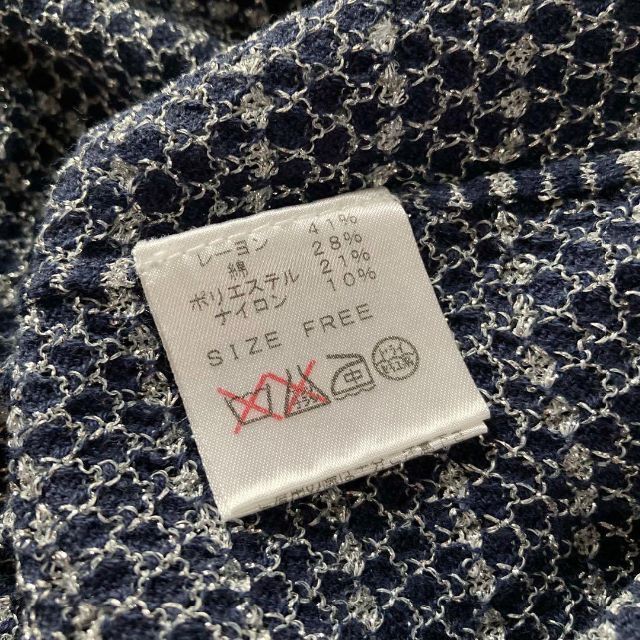 レーヨン 41%
綿 28%
ポリエステル 21%
ナイロン 10%
SIZE FREE